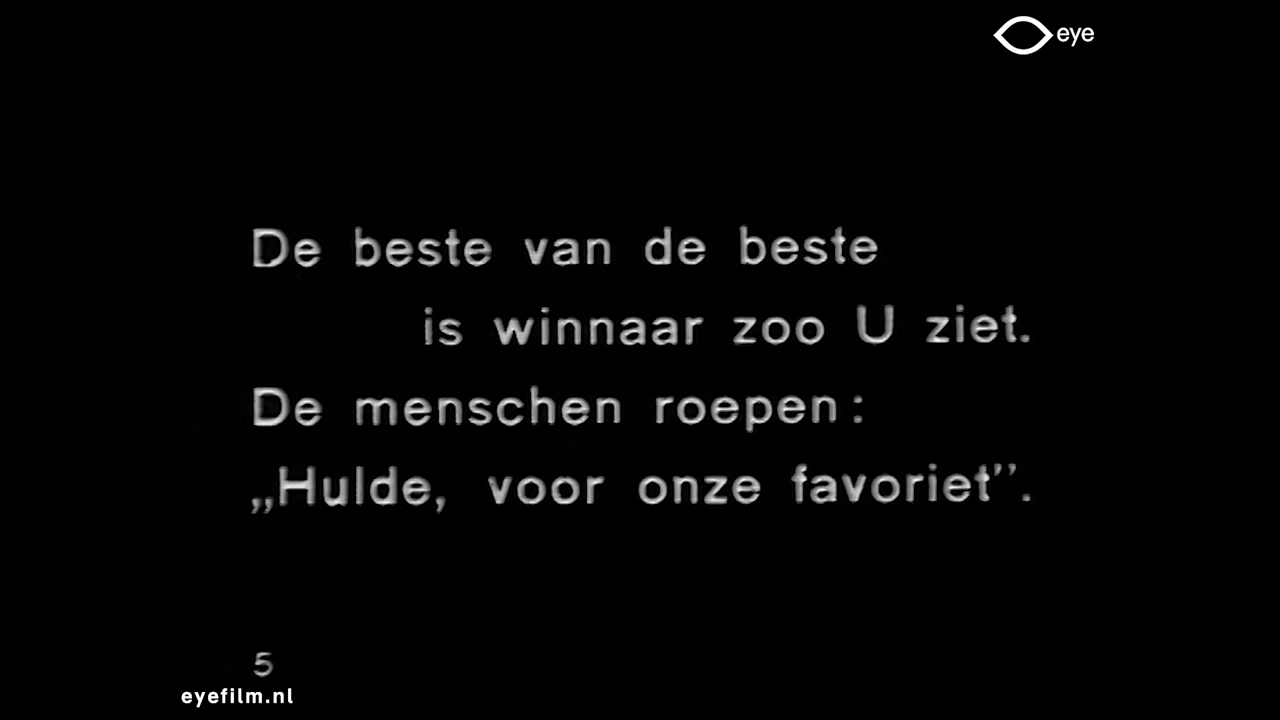 eye
De beste van de beste
is winnaar zoo U ziet.
De menschen roepen:
„Hulde, voor onze favoriet”.
5
eyefilm.nl